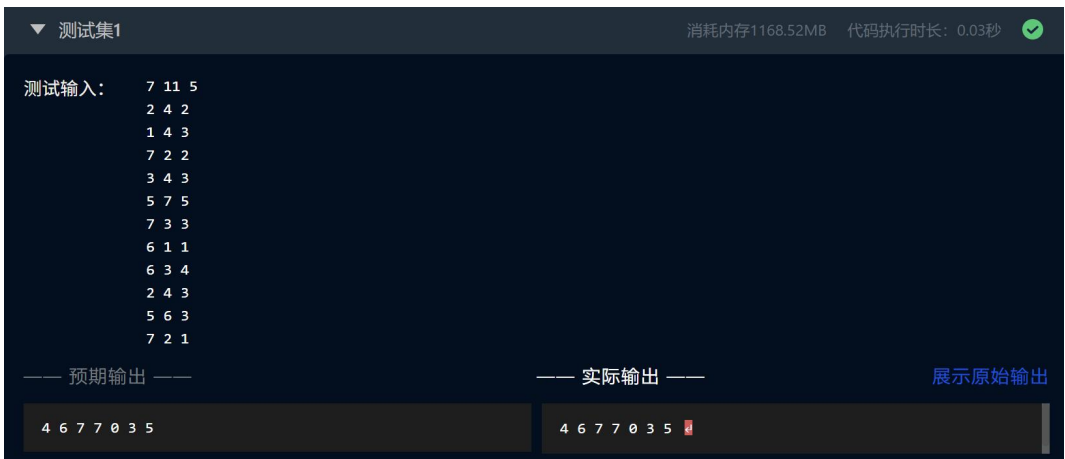 ▼ 测试集1 消耗内存1168.52MB 代码执行时长：0.03秒
测试输入： 7 11 5
2 4 2
1 4 3
7 2 2
3 4 3
5 7 5
7 3 3
6 1 1
6 3 4
2 4 3
5 6 3
7 2 1
—— 预期输出 —— —— 实际输出 —— 展示原始输出
4 6 7 7 0 3 5 4 6 7 7 0 3 5 ↵